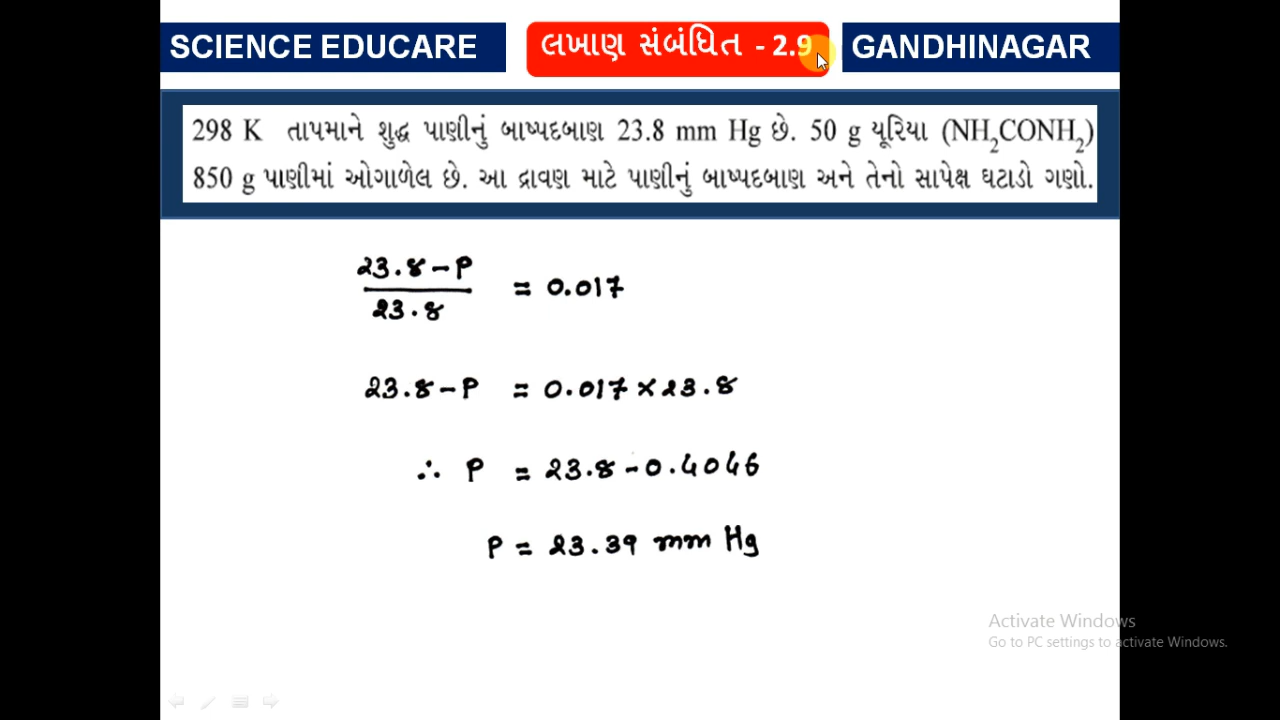 SCIENCE EDUCARE
લખાણ સંબંધિત - 2.9
GANDHINAGAR
298 K તાપમાને શુદ્ધ પાણીનું બાષ્પદબાણ 23.8 mm Hg છે. 50 g યૂરિયા (NH₂CONH₂)
850 g પાણીમાં ઓગાળેલ છે. આ દ્રાવણ માટે પાણીનું બાષ્પદબાણ અને તેનો સાપેક્ષ ઘટાડો ગણો.
23.8 - P
23.8
= 0.017
23.8 - P = 0.017 × 23.8
∴ P = 23.8 - 0.4046
P = 23.39 mm Hg
Activate Windows
Go to PC settings to activate Windows.